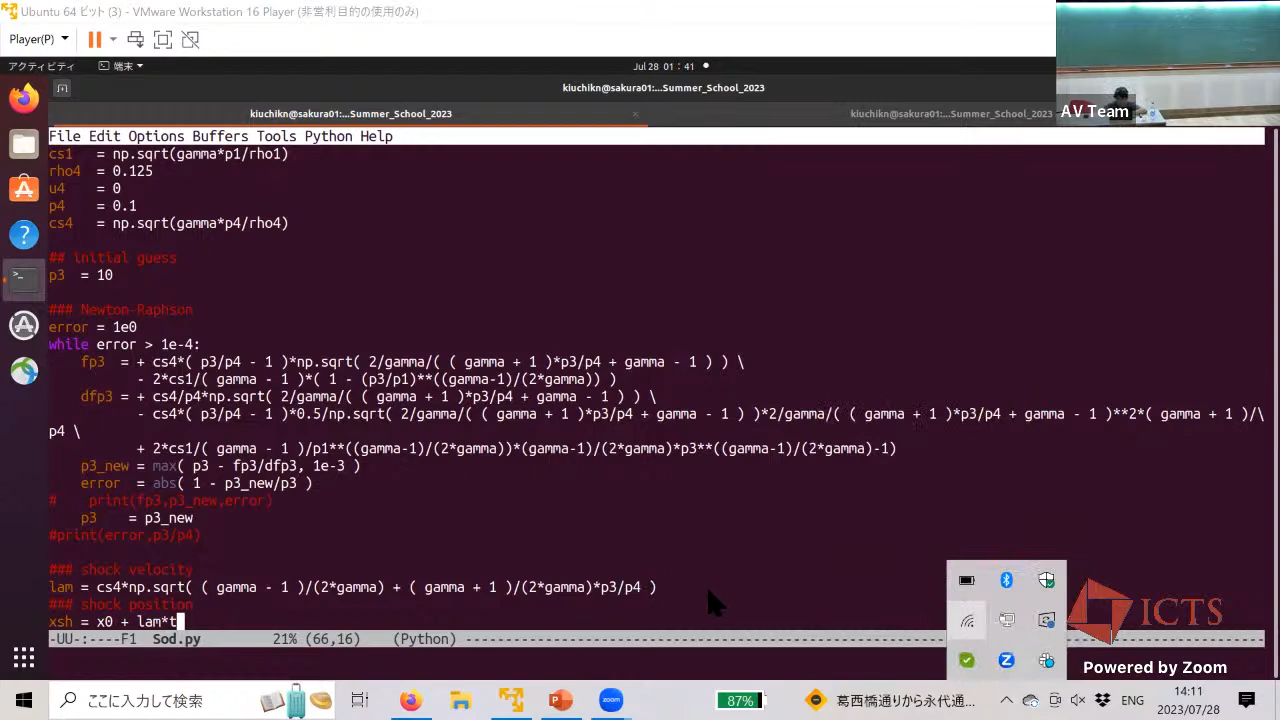 Ubuntu 64 ビット (3) - VMware Workstation 16 Player (非営利目的の使用のみ)
Player(P)
アクティビティ
端末
Jul 28 01:41
kiuchikn@sakura01:...Summer_School_2023
kiuchikn@sakura01:...Summer_School_2023
kiuchikn@sakura01:...Summer_School_2023
AV Team
File Edit Options Buffers Tools Python Help
cs1   = np.sqrt(gamma*p1/rho1)
rho4  = 0.125
u4    = 0
p4    = 0.1
cs4   = np.sqrt(gamma*p4/rho4)
## initial guess
p3  = 10
### Newton-Raphson
error = 1e0
while error > 1e-4:
    fp3  = + cs4*( p3/p4 - 1 )*np.sqrt( 2/gamma/( ( gamma + 1 )*p3/p4 + gamma - 1 ) ) \
           - 2*cs1/( gamma - 1 )*( 1 - (p3/p1)**((gamma-1)/(2*gamma)) )
    dfp3 = + cs4/p4*np.sqrt( 2/gamma/( ( gamma + 1 )*p3/p4 + gamma - 1 ) ) \
           - cs4*( p3/p4 - 1 )*0.5/np.sqrt( 2/gamma/( ( gamma + 1 )*p3/p4 + gamma - 1 ) )*2/gamma/( ( gamma + 1 )*p3/p4 + gamma - 1 )**2*( gamma + 1 )/\
p4 \
           + 2*cs1/( gamma - 1 )/p1**((gamma-1)/(2*gamma))*(gamma-1)/(2*gamma)*p3**((gamma-1)/(2*gamma)-1)
    p3_new = max( p3 - fp3/dfp3, 1e-3 )
    error  = abs( 1 - p3_new/p3 )
#    print(fp3,p3_new,error)
    p3     = p3_new
#print(error,p3/p4)
### shock velocity
lam = cs4*np.sqrt( ( gamma - 1 )/(2*gamma) + ( gamma + 1 )/(2*gamma)*p3/p4 )
### shock position
xsh = x0 + lam*t
-UU-:----F1  Sod.py         21% (66,16)    (Python)
ICTS
Powered by Zoom
ここに入力して検索
zoom
87%
葛西橋通りから永代通...
ENG
14:11
2023/07/28